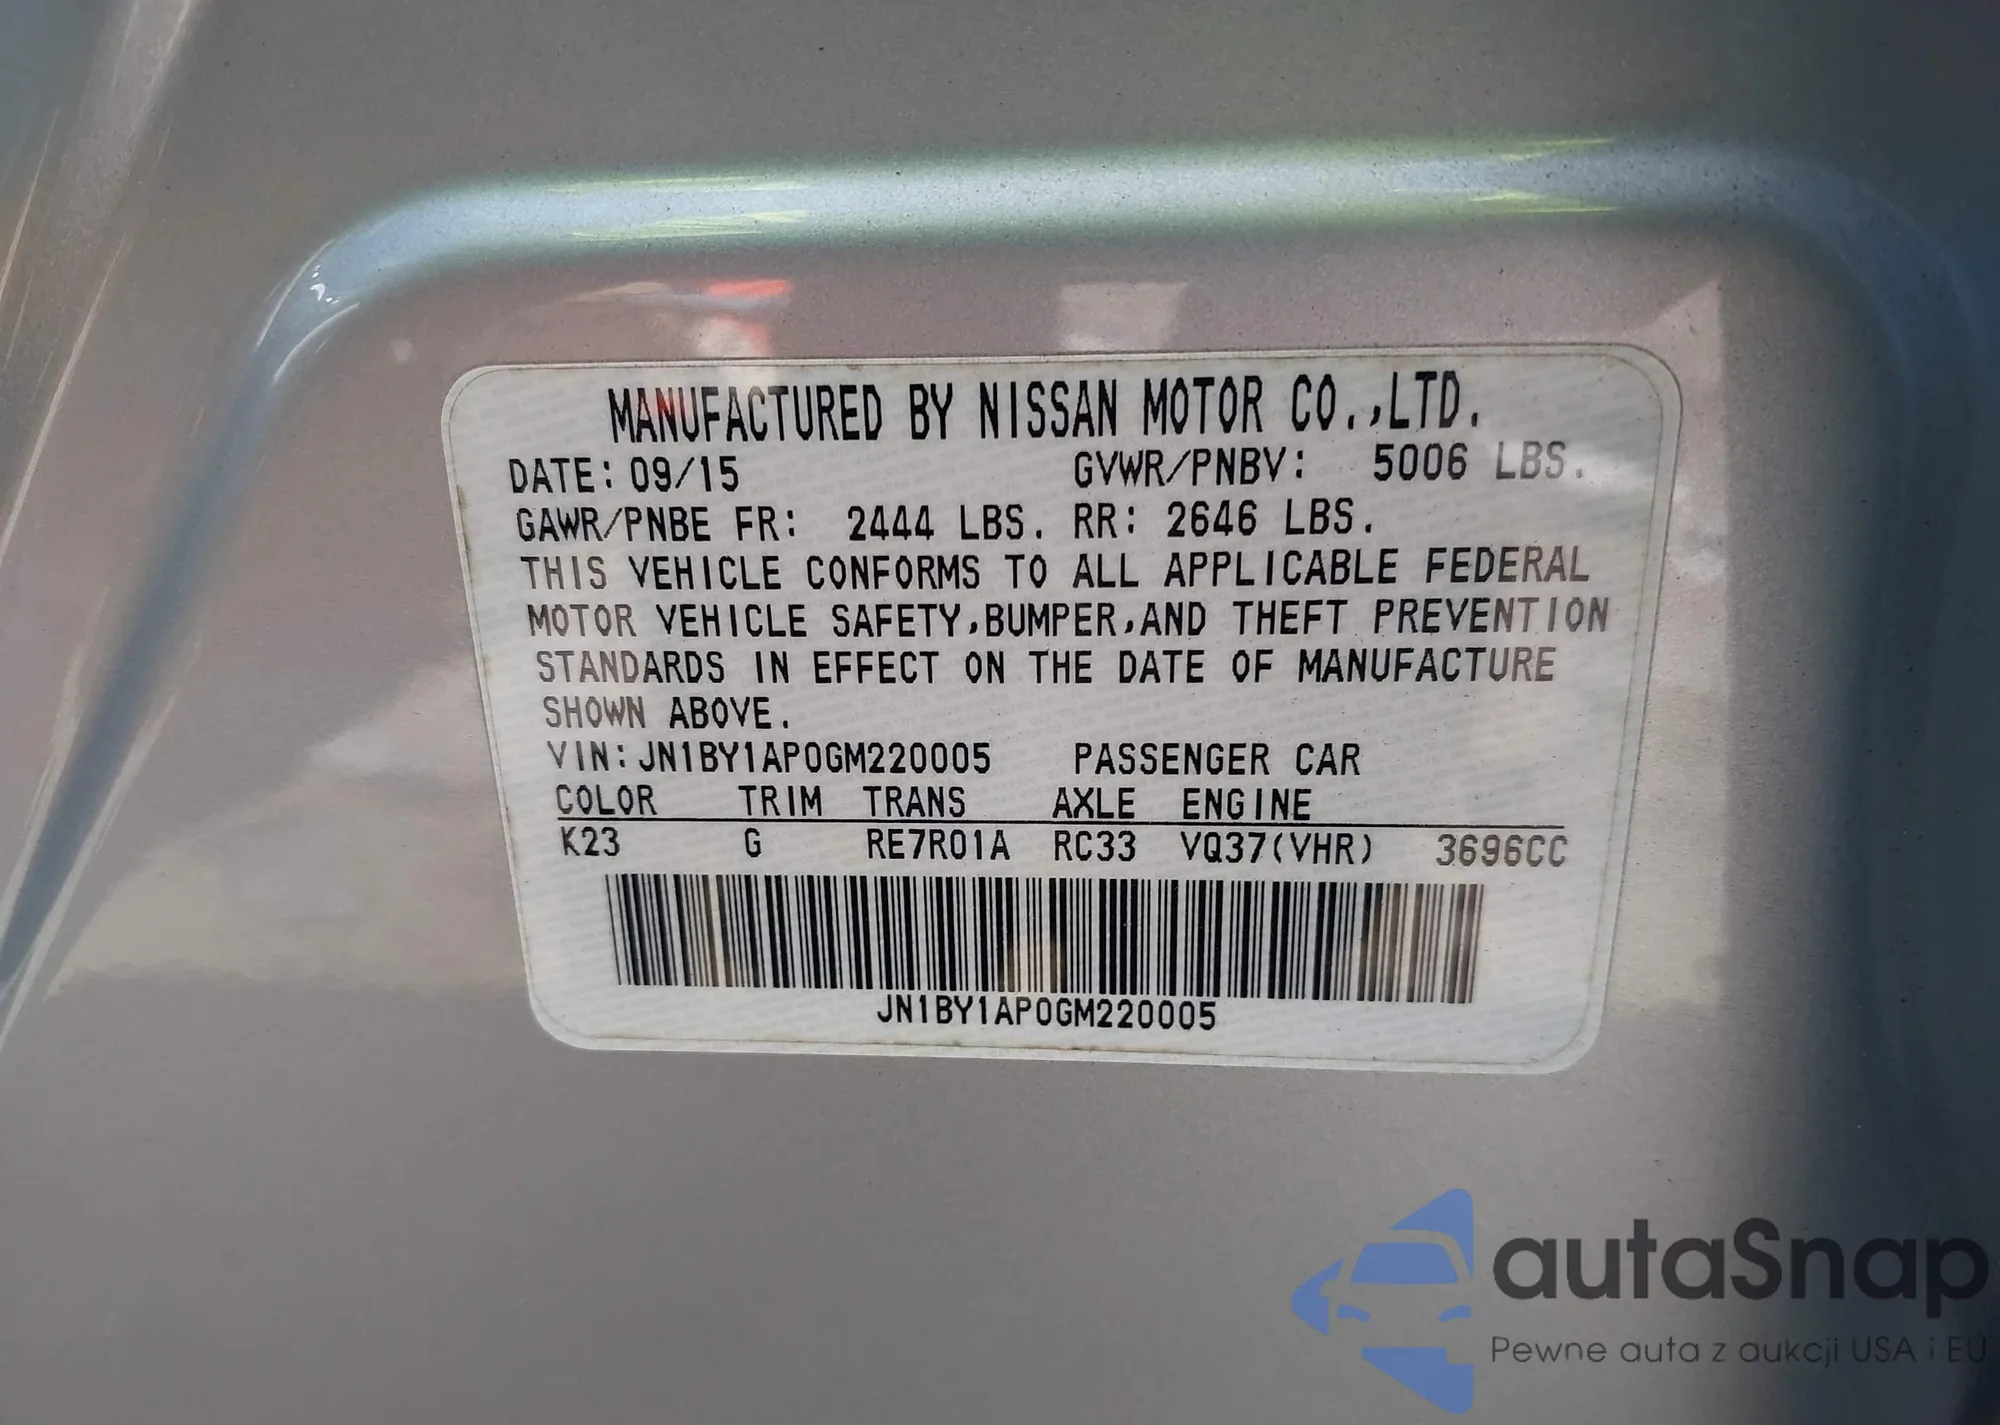 MANUFACTURED BY NISSAN MOTOR CO.,LTD.
DATE: 09/15 GVWR/PNBV: 5006 LBS.
GAWR/PNBE FR: 2444 LBS. RR: 2646 LBS.
THIS VEHICLE CONFORMS TO ALL APPLICABLE FEDERAL
MOTOR VEHICLE SAFETY,BUMPER,AND THEFT PREVENTION
STANDARDS IN EFFECT ON THE DATE OF MANUFACTURE
SHOWN ABOVE.
VIN:JN1BY1AP0GM220005 PASSENGER CAR
COLOR TRIM TRANS AXLE ENGINE
K23 G RE7R01A RC33 VQ37(VHR) 3696CC
JN1BY1AP0GM220005
autaSnap
Pewne auta z aukcji USA i EU